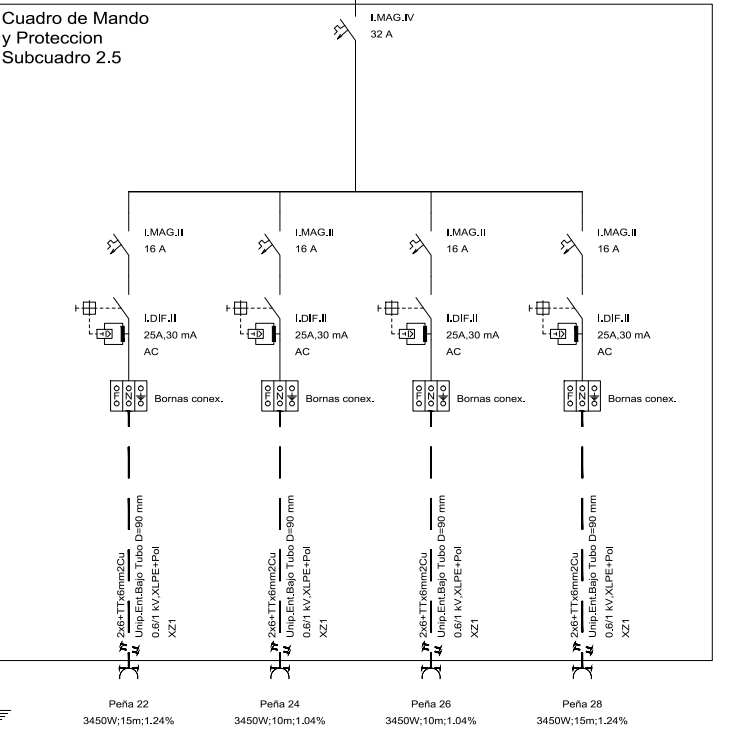 Cuadro de Mando
y Proteccion
Subcuadro 2.5
I.MAG.IV
32 A
I.MAG.II
16 A
I.MAG.II
16 A
I.MAG.II
16 A
I.MAG.II
16 A
I.DIF.II
25A,30 mA
AC
I.DIF.II
25A,30 mA
AC
I.DIF.II
25A,30 mA
AC
I.DIF.II
25A,30 mA
AC
F N
Bornas conex.
F N
Bornas conex.
F N
Bornas conex.
F N
Bornas conex.
2x6+TTx6mm2Cu
Unip.Ent.Bajo Tubo D=90 mm
0.6/1 kV,XLPE+Pol
XZ1
2x6+TTx6mm2Cu
Unip.Ent.Bajo Tubo D=90 mm
0.6/1 kV,XLPE+Pol
XZ1
2x6+TTx6mm2Cu
Unip.Ent.Bajo Tubo D=90 mm
0.6/1 kV,XLPE+Pol
XZ1
2x6+TTx6mm2Cu
Unip.Ent.Bajo Tubo D=90 mm
0.6/1 kV,XLPE+Pol
XZ1
Peña 22
3450W;15m;1.24%
Peña 24
3450W;10m;1.04%
Peña 26
3450W;10m;1.04%
Peña 28
3450W;15m;1.24%